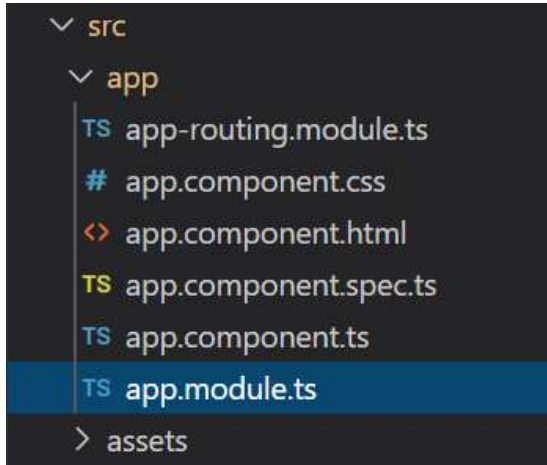 src
app
TS app-routing.module.ts
# app.component.css
<> app.component.html
TS app.component.spec.ts
TS app.component.ts
TS app.module.ts
assets